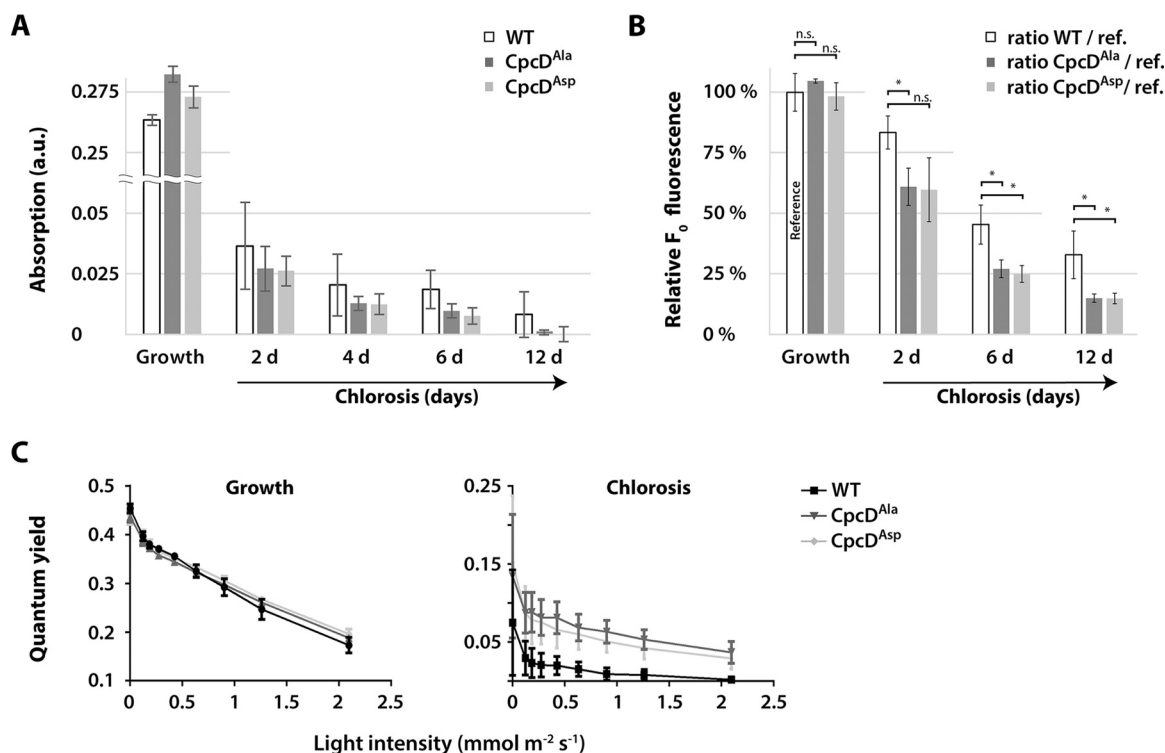 A
WT
CpcD^Ala
CpcD^Asp
Absorption (a.u.)
0.275
0.25
0.05
0.025
0
Growth 2 d 4 d 6 d 12 d
Chlorosis (days)
B
ratio WT / ref.
ratio CpcD^Ala / ref.
ratio CpcD^Asp / ref.
Relative F₀ fluorescence
100 %
75 %
50 %
25 %
0 %
n.s.
n.s.
*
n.s.
*
*
*
*
Reference
Growth 2 d 6 d 12 d
Chlorosis (days)
C
Growth
Quantum yield
0.5
0.4
0.3
0.2
0.1
0 0.5 1 1.5 2 2.5
Chlorosis
0.25
0.15
0.05
0 0.5 1 1.5 2 2.5
WT
CpcD^Ala
CpcD^Asp
Light intensity (mmol m⁻² s⁻¹)